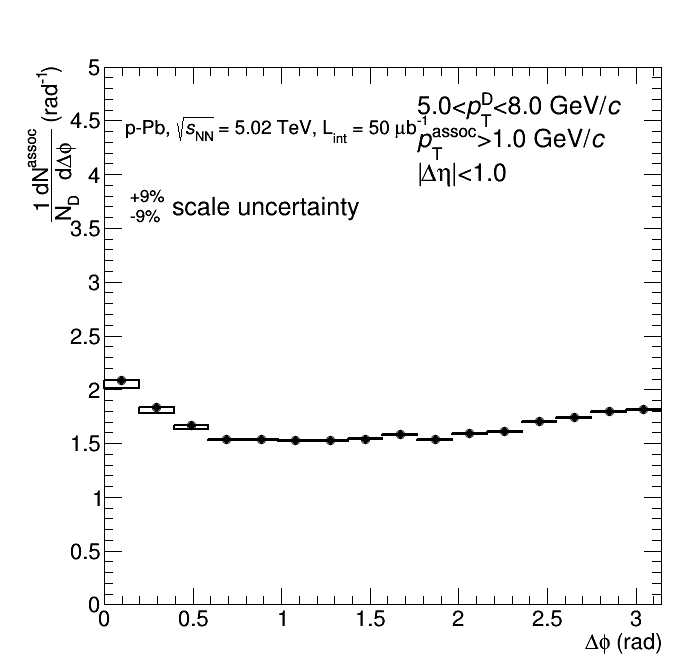 1 dN^assoc / N_D dΔϕ (rad⁻¹)
5
4.5
4
3.5
3
2.5
2
1.5
1
0.5
0
p-Pb, √s_NN = 5.02 TeV, L_int = 50 μb⁻¹
5.0<p_T^D<8.0 GeV/c
p_T^assoc>1.0 GeV/c
|Δη|<1.0
+9%
-9% scale uncertainty
0 0.5 1 1.5 2 2.5 3
Δϕ (rad)